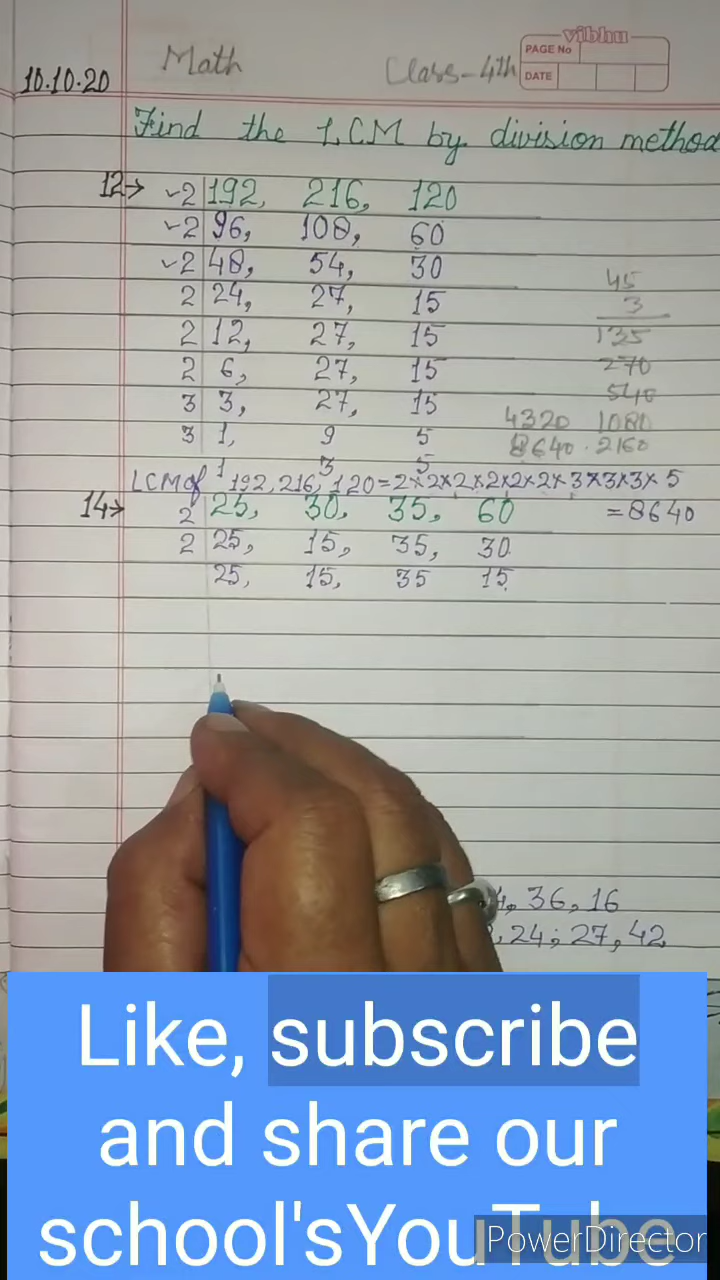 vibhu
PAGE No
DATE
Math
Class-4th
10.10.20
Find the LCM by division method
12→ ✓2 192, 216, 120
✓2 96, 108, 60
✓2 48, 54, 30
2 24, 27, 15
2 12, 27, 15
2 6, 27, 15
3 3, 27, 15
3 1, 9 5
1 3 5
45
3
135
270
540
4320 1080
8640 · 2160
LCM of 192, 216, 120 = 2×2×2×2×2×2×3×3×3×5
= 8640
14→ 2 25, 30, 35, 60
2 25, 15, 35, 30
25, 15, 35 15
4, 36, 16
, 24, 27, 42
Like, subscribe
and share our
school'sYouTube
PowerDirector